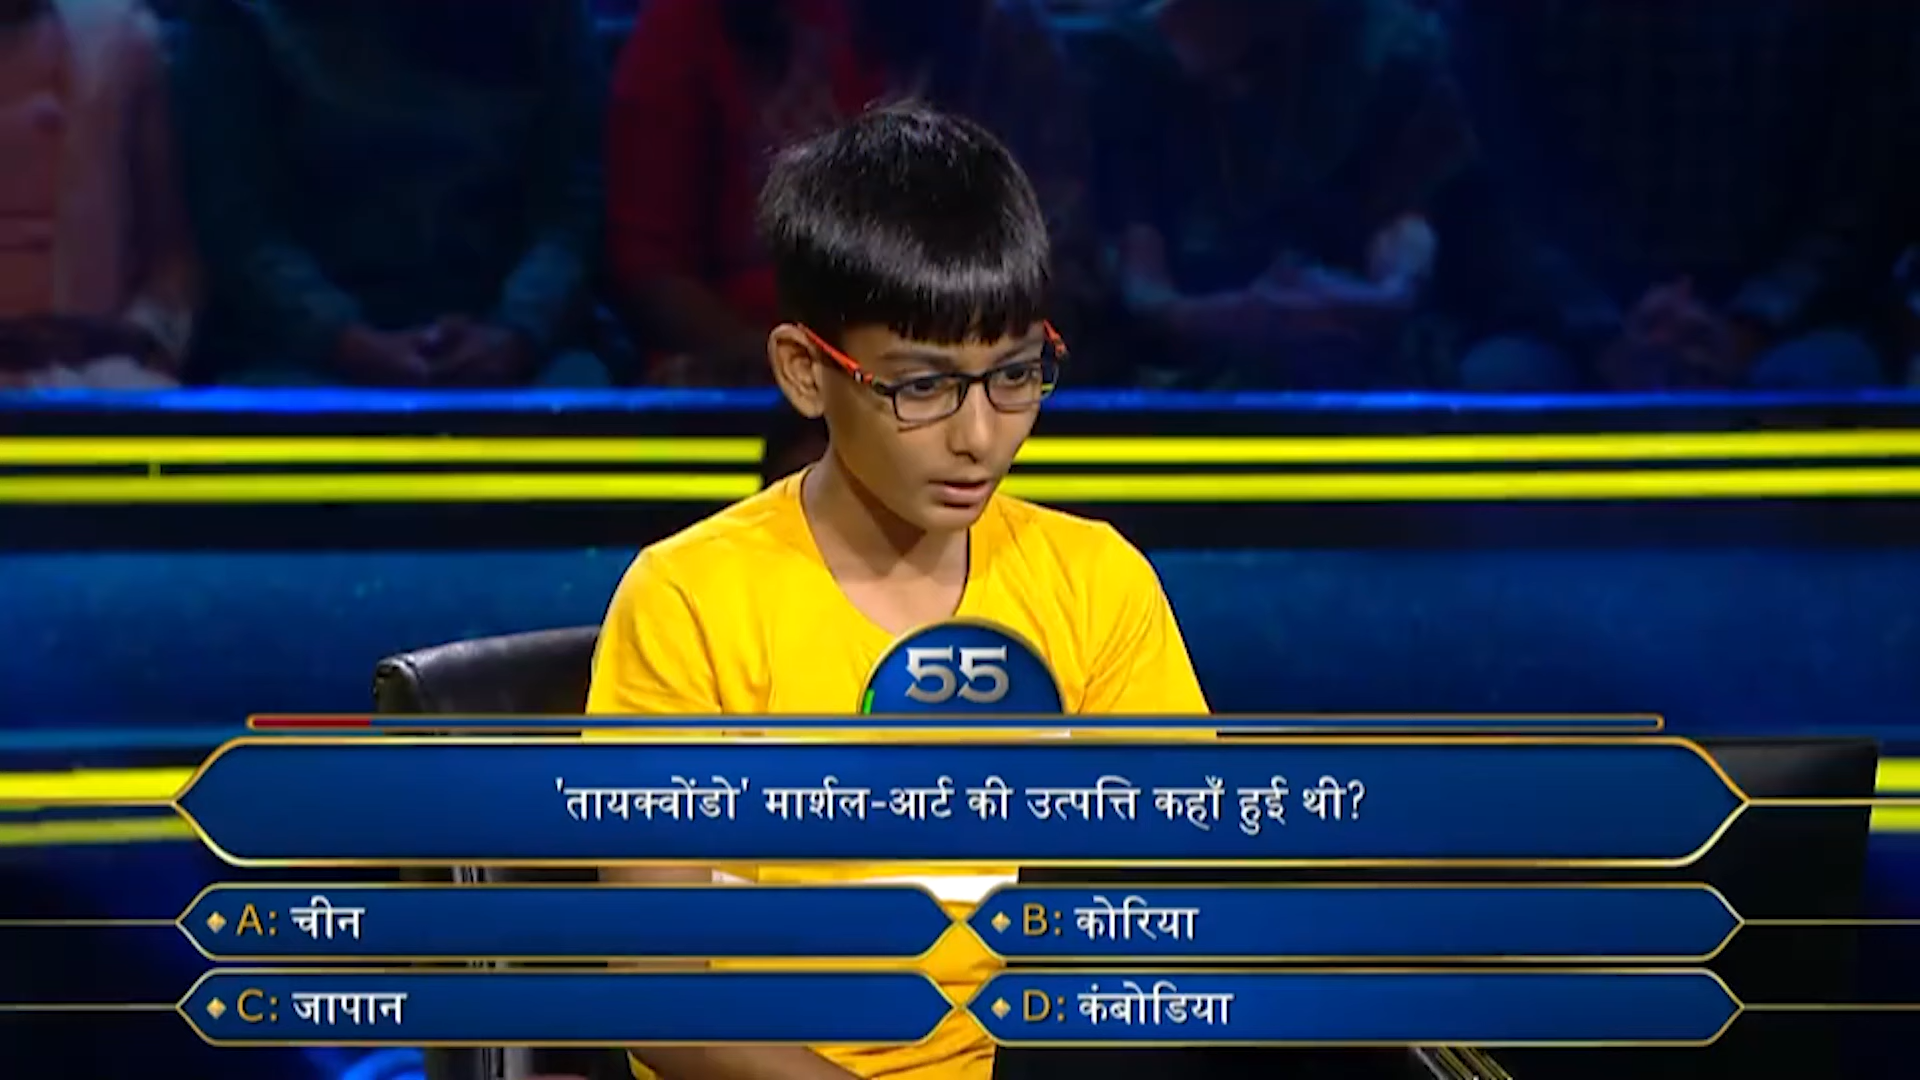 55
'तायक्वोंडो' मार्शल-आर्ट की उत्पत्ति कहाँ हुई थी?
A: चीन
B: कोरिया
C: जापान
D: कंबोडिया